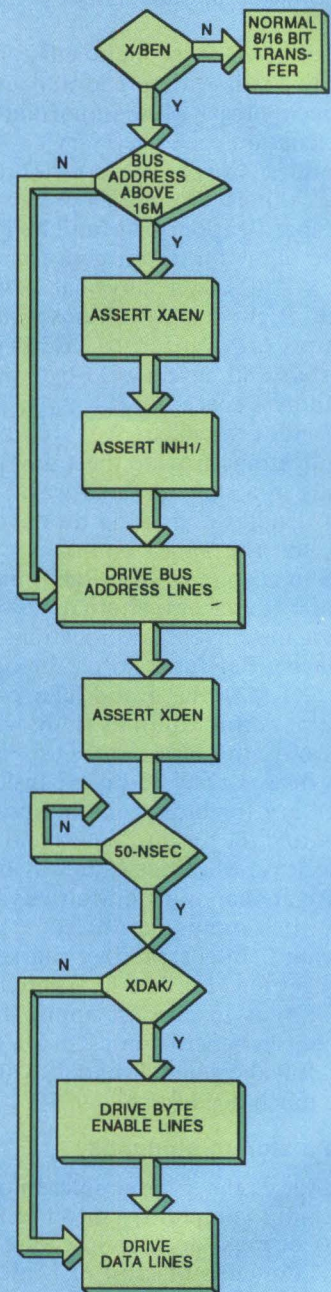 X/BEN
N
NORMAL
8/16 BIT
TRANS-
FER
Y
N
BUS
ADDRESS
ABOVE
16M
Y
ASSERT XAEN/
ASSERT INH1/
DRIVE BUS
ADDRESS LINES
ASSERT XDEN
N
50-NSEC
Y
N
XDAK/
Y
DRIVE BYTE
ENABLE LINES
DRIVE
DATA LINES